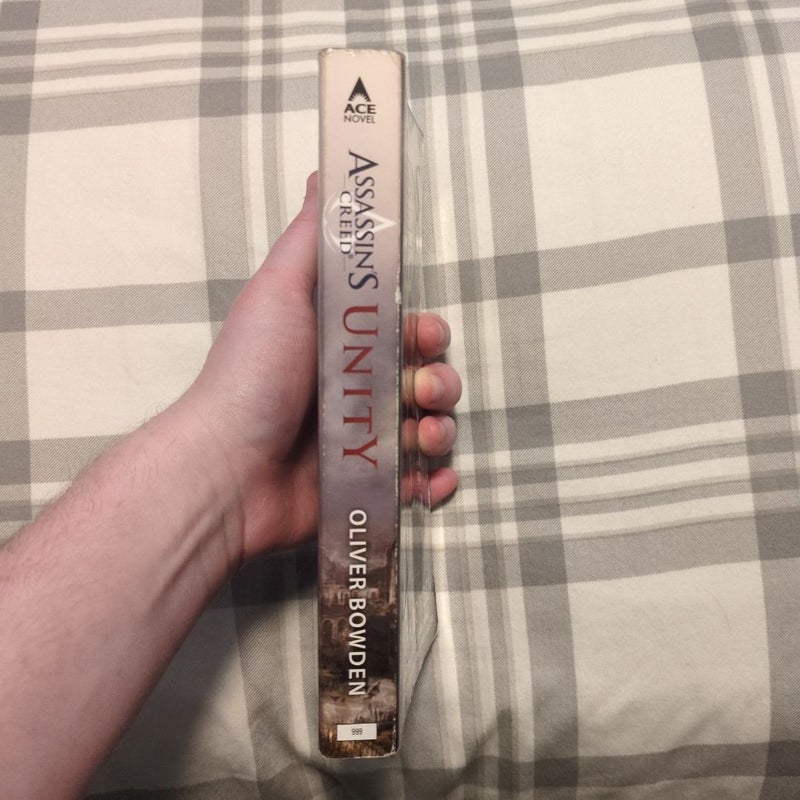 ACE
NOVEL
ASSASSIN'S
CREED®
UNITY
OLIVER BOWDEN
999